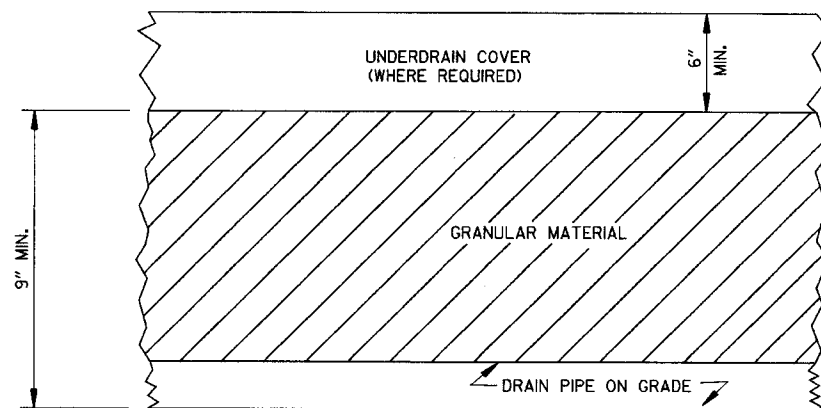 UNDERDRAIN COVER
(WHERE REQUIRED)
6″
MIN.
GRANULAR MATERIAL
9″ MIN.
DRAIN PIPE ON GRADE